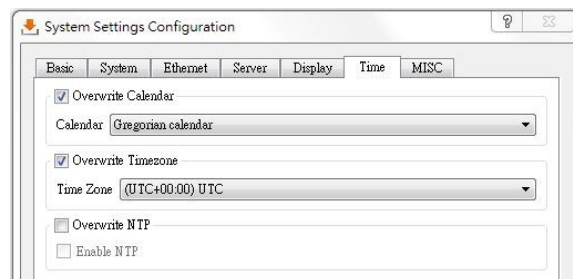 System Settings Configuration
Basic System Ethernet Server Display Time MISC
Overwrite Calendar
Calendar Gregorian calendar
Overwrite Timezone
Time Zone (UTC+00:00) UTC
Overwrite NTP
Enable NTP